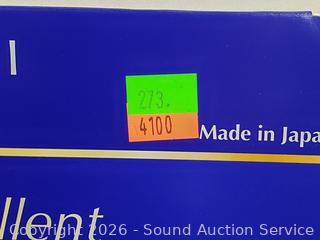 273.
4100
Made in Japa
llent
Copyright 2026 - Sound Auction Service